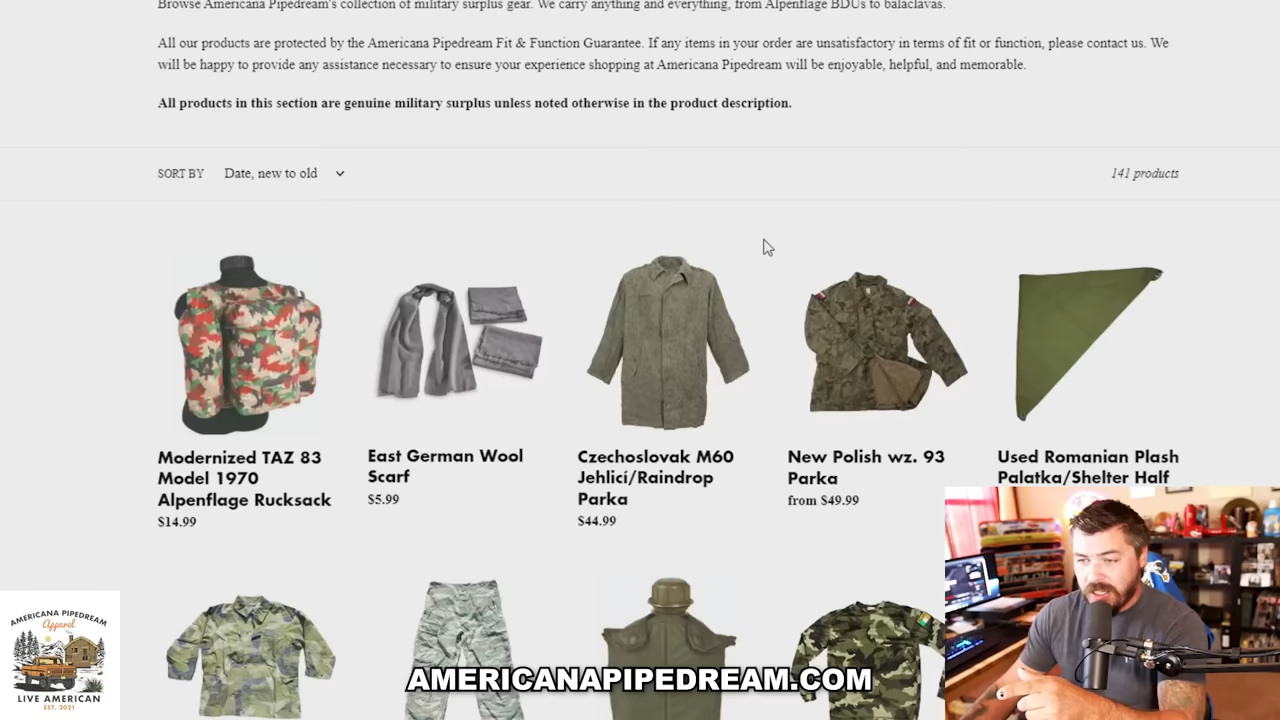 Browse Americana Pipedream's collection of military surplus gear. We carry anything and everything, from Alpenflage BDUs to balaclavas.
All our products are protected by the Americana Pipedream Fit & Function Guarantee. If any items in your order are unsatisfactory in terms of fit or function, please contact us. We
will be happy to provide any assistance necessary to ensure your experience shopping at Americana Pipedream will be enjoyable, helpful, and memorable.
All products in this section are genuine military surplus unless noted otherwise in the product description.
SORT BY Date, new to old
141 products
Modernized TAZ 83
Model 1970
Alpenflage Rucksack
$14.99
East German Wool
Scarf
$5.99
Czechoslovak M60
Jehlicí/Raindrop
Parka
$44.99
New Polish wz. 93
Parka
from $49.99
Used Romanian Plash
Palatka/Shelter Half
AMERICANA PIPEDREAM
Apparel
LIVE AMERICAN
EST. 2021
AMERICANAPIPEDREAM.COM